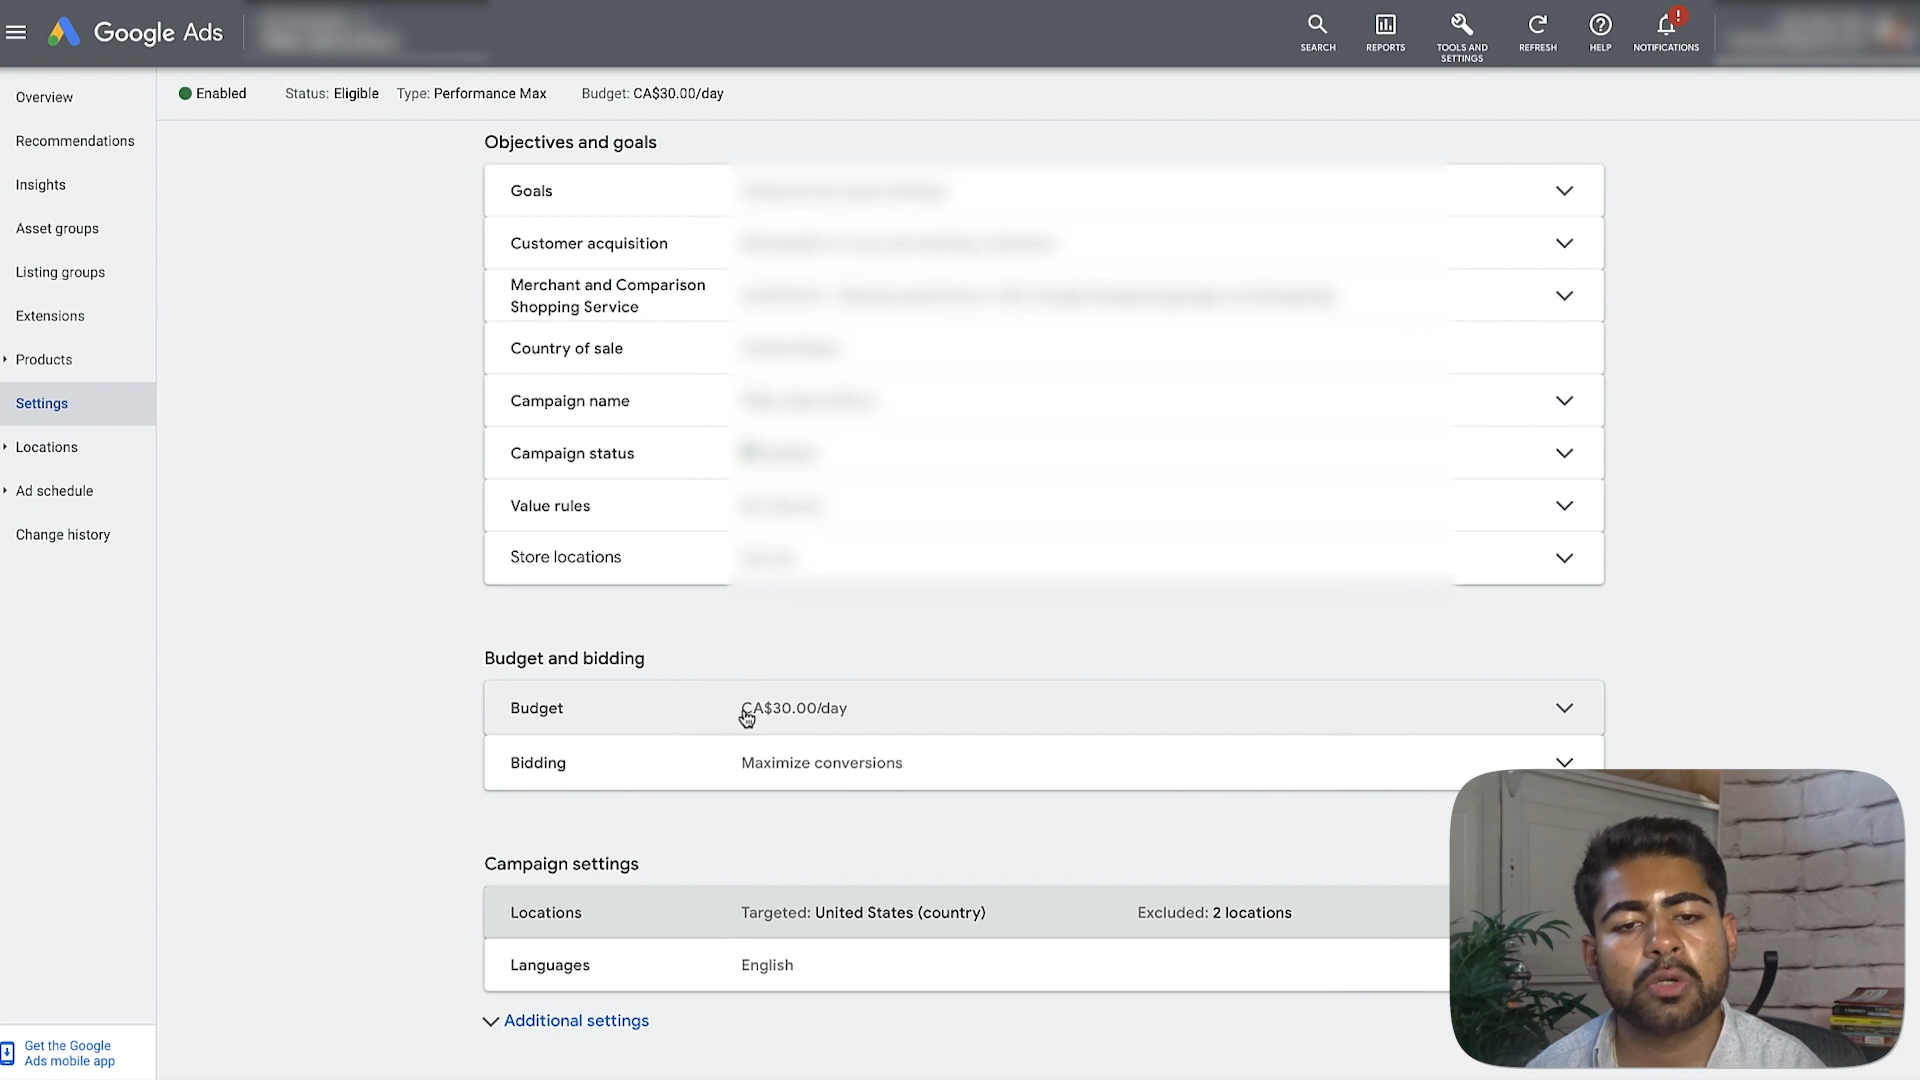 Google Ads
SEARCH
REPORTS
TOOLS AND
SETTINGS
REFRESH
HELP
!
NOTIFICATIONS
Overview
Recommendations
Insights
Asset groups
Listing groups
Extensions
Products
Settings
Locations
Ad schedule
Change history
Get the Google
Ads mobile app
Enabled Status: Eligible Type: Performance Max Budget: CA$30.00/day
Objectives and goals
Goals
Customer acquisition
Merchant and Comparison
Shopping Service
Country of sale
Campaign name
Campaign status
Value rules
Store locations
Budget and bidding
Budget CA$30.00/day
Bidding Maximize conversions
Campaign settings
Locations Targeted: United States (country) Excluded: 2 locations
Languages English
Additional settings